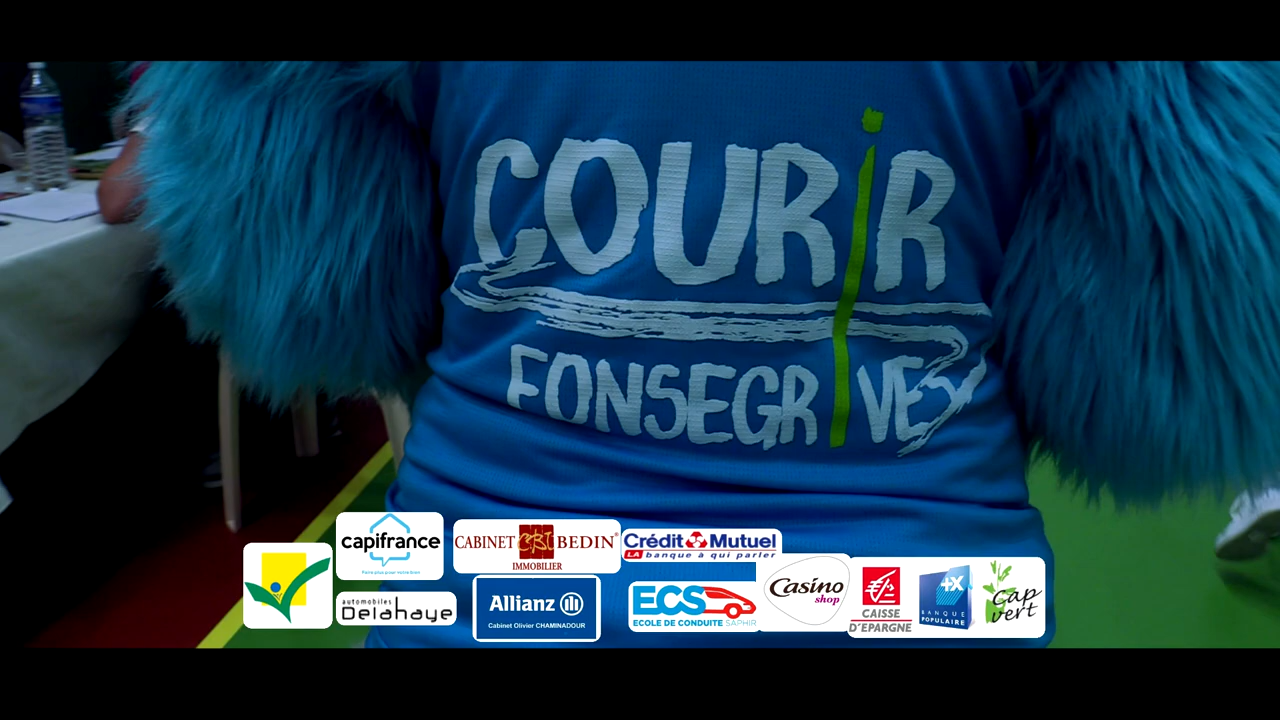 COURIR
FONSEGRIVES
capifrance
CABINET CBI BEDIN
IMMOBILIER
Crédit Mutuel
LA banque à qui parler
automobiles
Delahaye
Allianz
Cabinet Olivier CHAMINADOUR
ECS
ECOLE DE CONDUITE SAPHIR
Casino
shop
CAISSE
D'EPARGNE
+X
BANQUE
POPULAIRE
Cap
vert